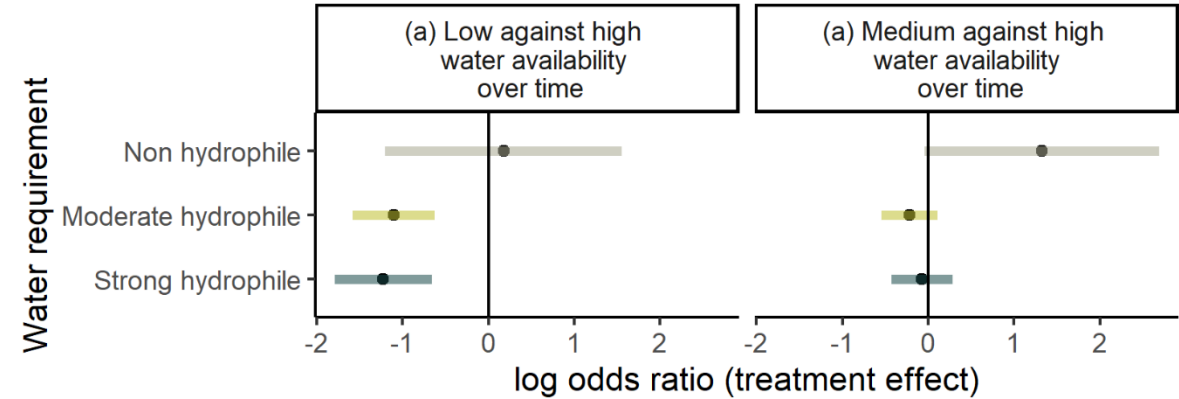 (a) Low against high
water availability
over time
(a) Medium against high
water availability
over time
Water requirement
Non hydrophile
Moderate hydrophile
Strong hydrophile
-2 -1 0 1 2
-2 -1 0 1 2
log odds ratio (treatment effect)